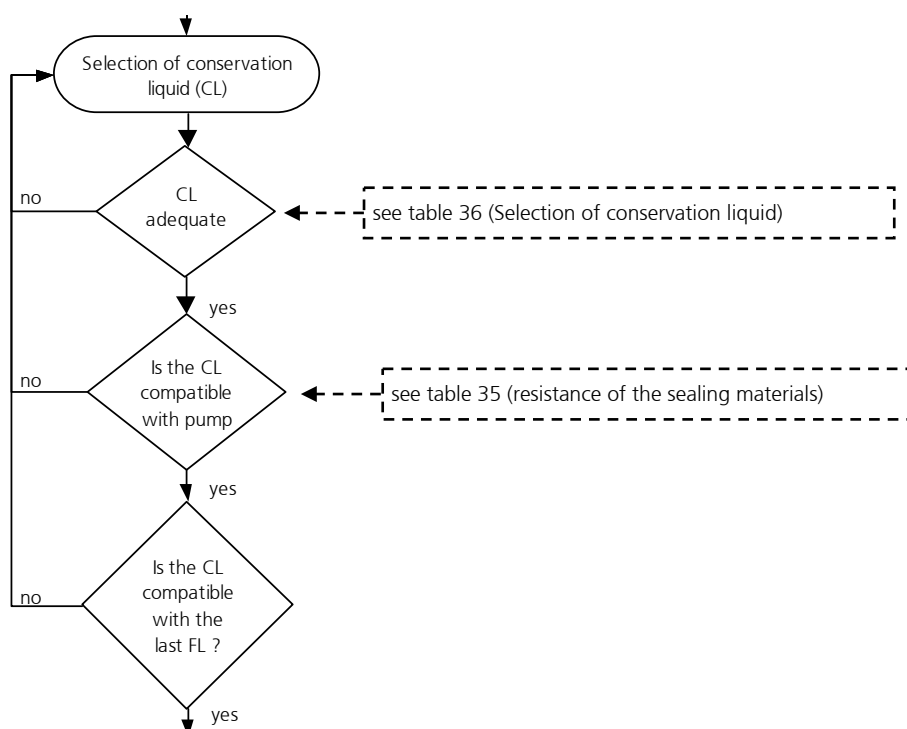 Selection of conservation
liquid (CL)
no
CL
adequate
see table 36 (Selection of conservation liquid)
yes
no
Is the CL
compatible
with pump
see table 35 (resistance of the sealing materials)
yes
no
Is the CL
compatible
with the
last FL ?
yes